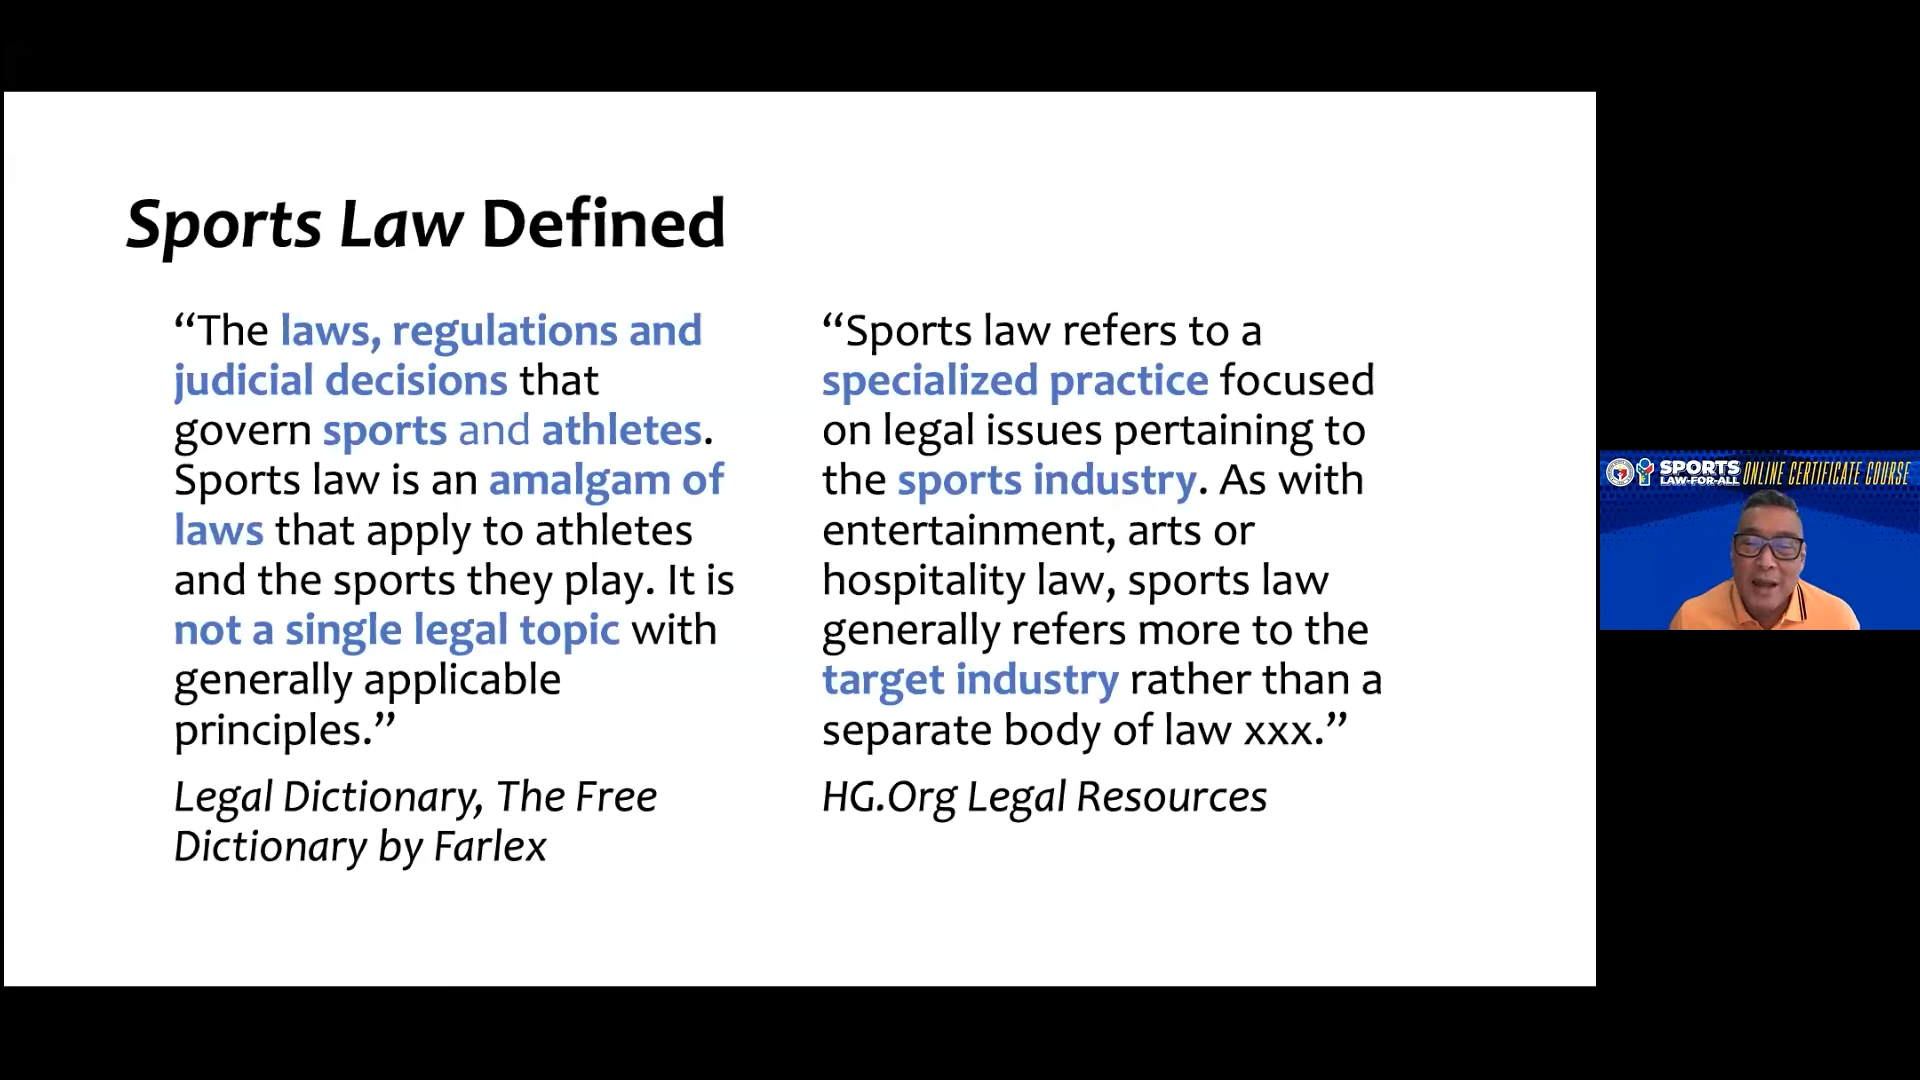 Sports Law Defined
“The laws, regulations and
judicial decisions that
govern sports and athletes.
Sports law is an amalgam of
laws that apply to athletes
and the sports they play. It is
not a single legal topic with
generally applicable
principles.”
Legal Dictionary, The Free
Dictionary by Farlex
“Sports law refers to a
specialized practice focused
on legal issues pertaining to
the sports industry. As with
entertainment, arts or
hospitality law, sports law
generally refers more to the
target industry rather than a
separate body of law xxx.”
HG.Org Legal Resources
SPORTS
LAW-FOR-ALL
ONLINE CERTIFICATE COURSE